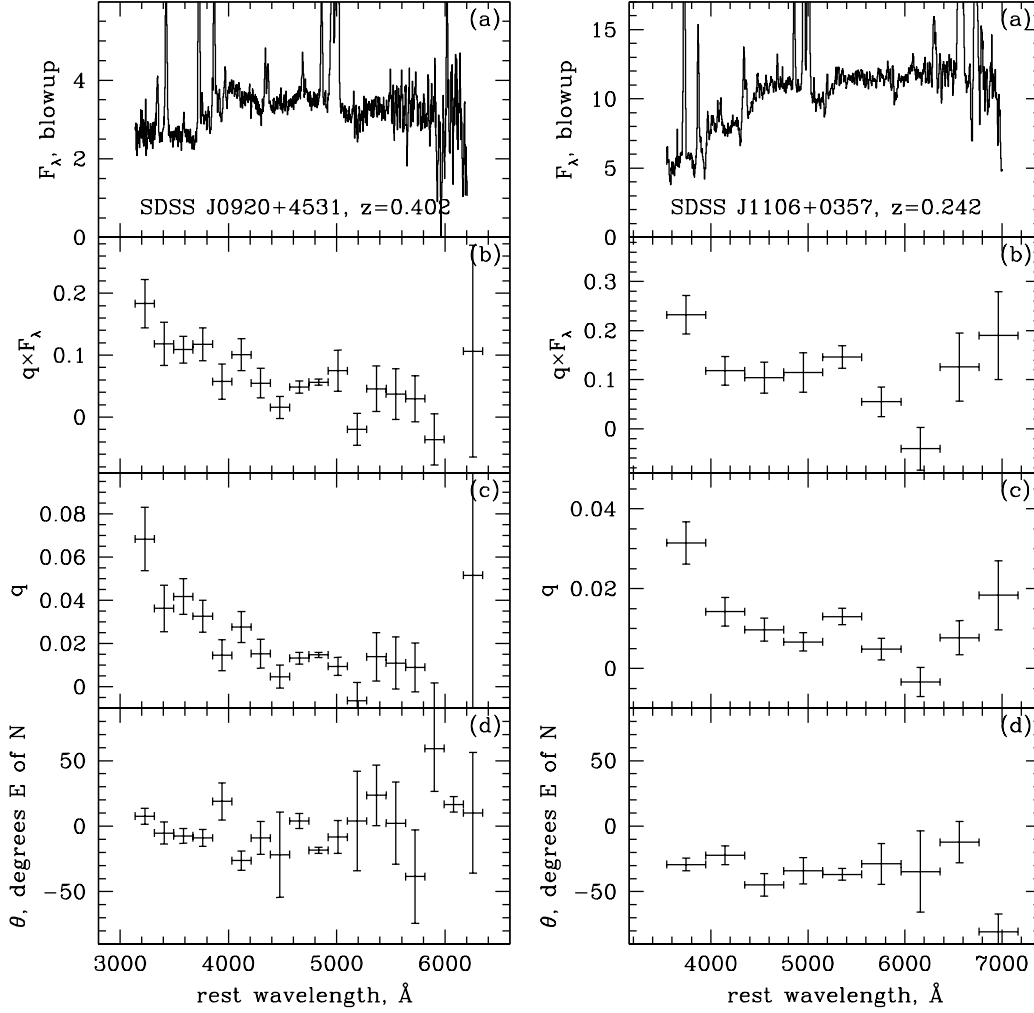 (a)
F_λ, blowup
4
2
0
SDSS J0920+4531, z=0.402
(b)
q×F_λ
0.2
0.1
0
(c)
q
0.08
0.06
0.04
0.02
0
(d)
θ, degrees E of N
50
0
−50
3000 4000 5000 6000
rest wavelength, Å
(a)
F_λ, blowup
15
10
5
0
SDSS J1106+0357, z=0.242
(b)
q×F_λ
0.3
0.2
0.1
0
(c)
q
0.04
0.02
0
(d)
θ, degrees E of N
50
0
−50
4000 5000 6000 7000
rest wavelength, Å